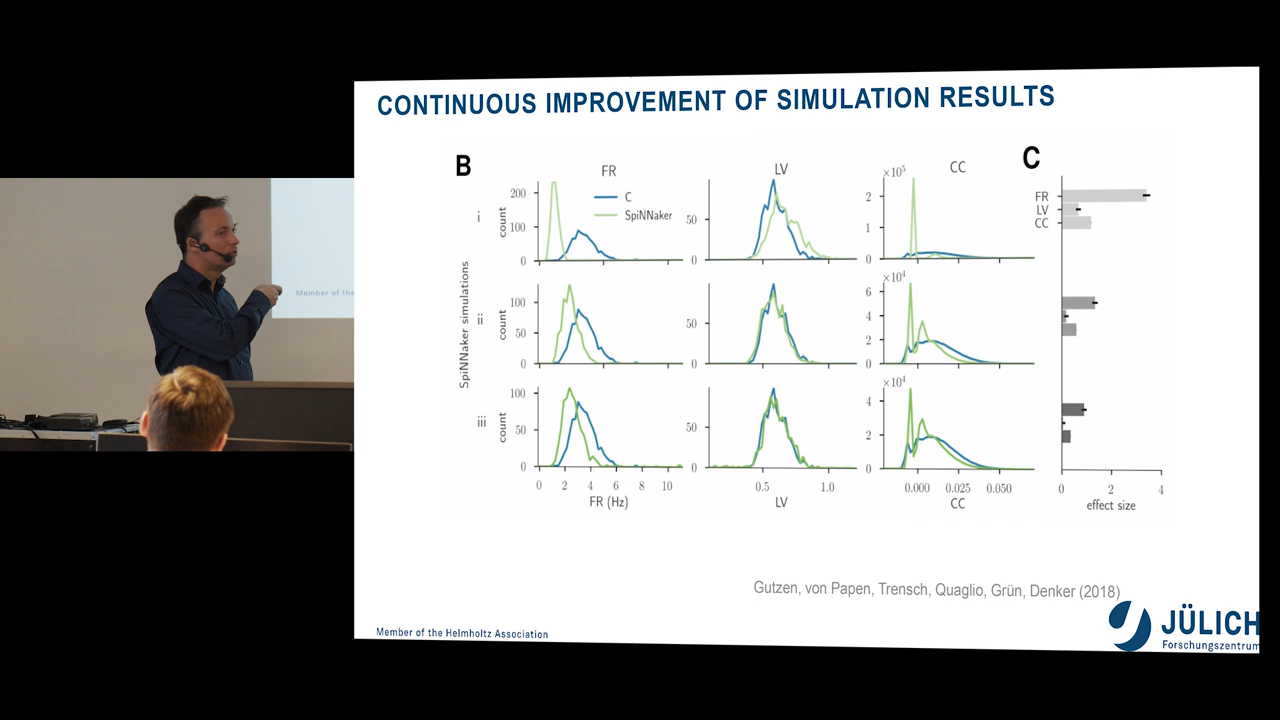 CONTINUOUS IMPROVEMENT OF SIMULATION RESULTS
B
FR
LV
CC
C
C
SpiNNaker
SpiNNaker simulations
i
ii
iii
count
200
100
0
50
0
×10⁵
2
1
0
FR
LV
CC
count
100
50
0
50
0
×10⁴
6
4
2
0
count
100
50
0
50
0
×10⁴
4
2
0
0 2 4 6 8 10
FR (Hz)
0.5 1.0
LV
0.000 0.025 0.050
CC
0 2 4
effect size
Gutzen, von Papen, Trensch, Quaglio, Grün, Denker (2018)
Member of the Helmholtz Association
JÜLICH
Forschungszentrum
Member of the